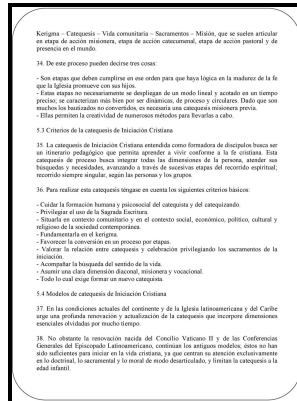 Kerigma – Catequesis – Vida comunitaria – Sacramentos – Misión, que se suelen articular
en etapa de acción misionera, etapa de acción catecumenal, etapa de acción pastoral y de
presencia en el mundo.
34. De este proceso pueden decirse tres cosas:
- Son etapas que deben cumplirse en ese orden para que haya lógica en la madurez de la fe
que la Iglesia promueve con sus hijos.
- Estas etapas no necesariamente se despliegan de un modo lineal y acotado en un tiempo
preciso; se caracterizan más bien por ser dinámicas, de proceso y circulares. Dado que son
muchos los bautizados no convertidos, es necesaria una catequesis misionera previa.
- Ellas permiten la creatividad de numerosos métodos para llevarlas a cabo.
5.3 Criterios de la catequesis de Iniciación Cristiana
35. La catequesis de Iniciación Cristiana entendida como formadora de discípulos busca ser
un itinerario pedagógico que permita aprender a vivir conforme a la fe cristiana. Esta
catequesis de proceso busca integrar todas las dimensiones de la persona, atender sus
búsquedas y necesidades, avanzando a través de sucesivas etapas del recorrido espiritual;
recorrido siempre singular, según las personas y los grupos.
36. Para realizar esta catequesis téngase en cuenta los siguientes criterios básicos:
- Cuidar la formación humana y psicosocial del catequista y del catequizando.
- Privilegiar el uso de la Sagrada Escritura.
- Situarla en contexto comunitario y en el contexto social, económico, político, cultural y
religioso de la sociedad contemporánea.
- Fundamentarla en el kerigma.
- Favorecer la conversión en un proceso por etapas.
- Valorar la relación entre catequesis y celebración privilegiando los sacramentos de la
iniciación.
- Acompañar la búsqueda del sentido de la vida.
- Asumir una clara dimensión diaconal, misionera y vocacional.
- Todo lo cual exige formar un nuevo catequista.
5.4 Modelos de catequesis de Iniciación Cristiana
37. En las condiciones actuales del continente y de la Iglesia latinoamericana y del Caribe
urge una profunda renovación y actualización de la catequesis que incorpore dimensiones
esenciales olvidadas por mucho tiempo.
38. No obstante la renovación nacida del Concilio Vaticano II y de las Conferencias
Generales del Episcopado Latinoamericano, continúan los antiguos modelos; éstos no han
sido suficientes para iniciar en la vida cristiana, ya que centran su atención exclusivamente
en lo doctrinal, lo sacramental y lo moral de modo desarticulado, y limitan la catequesis a la
edad infantil.